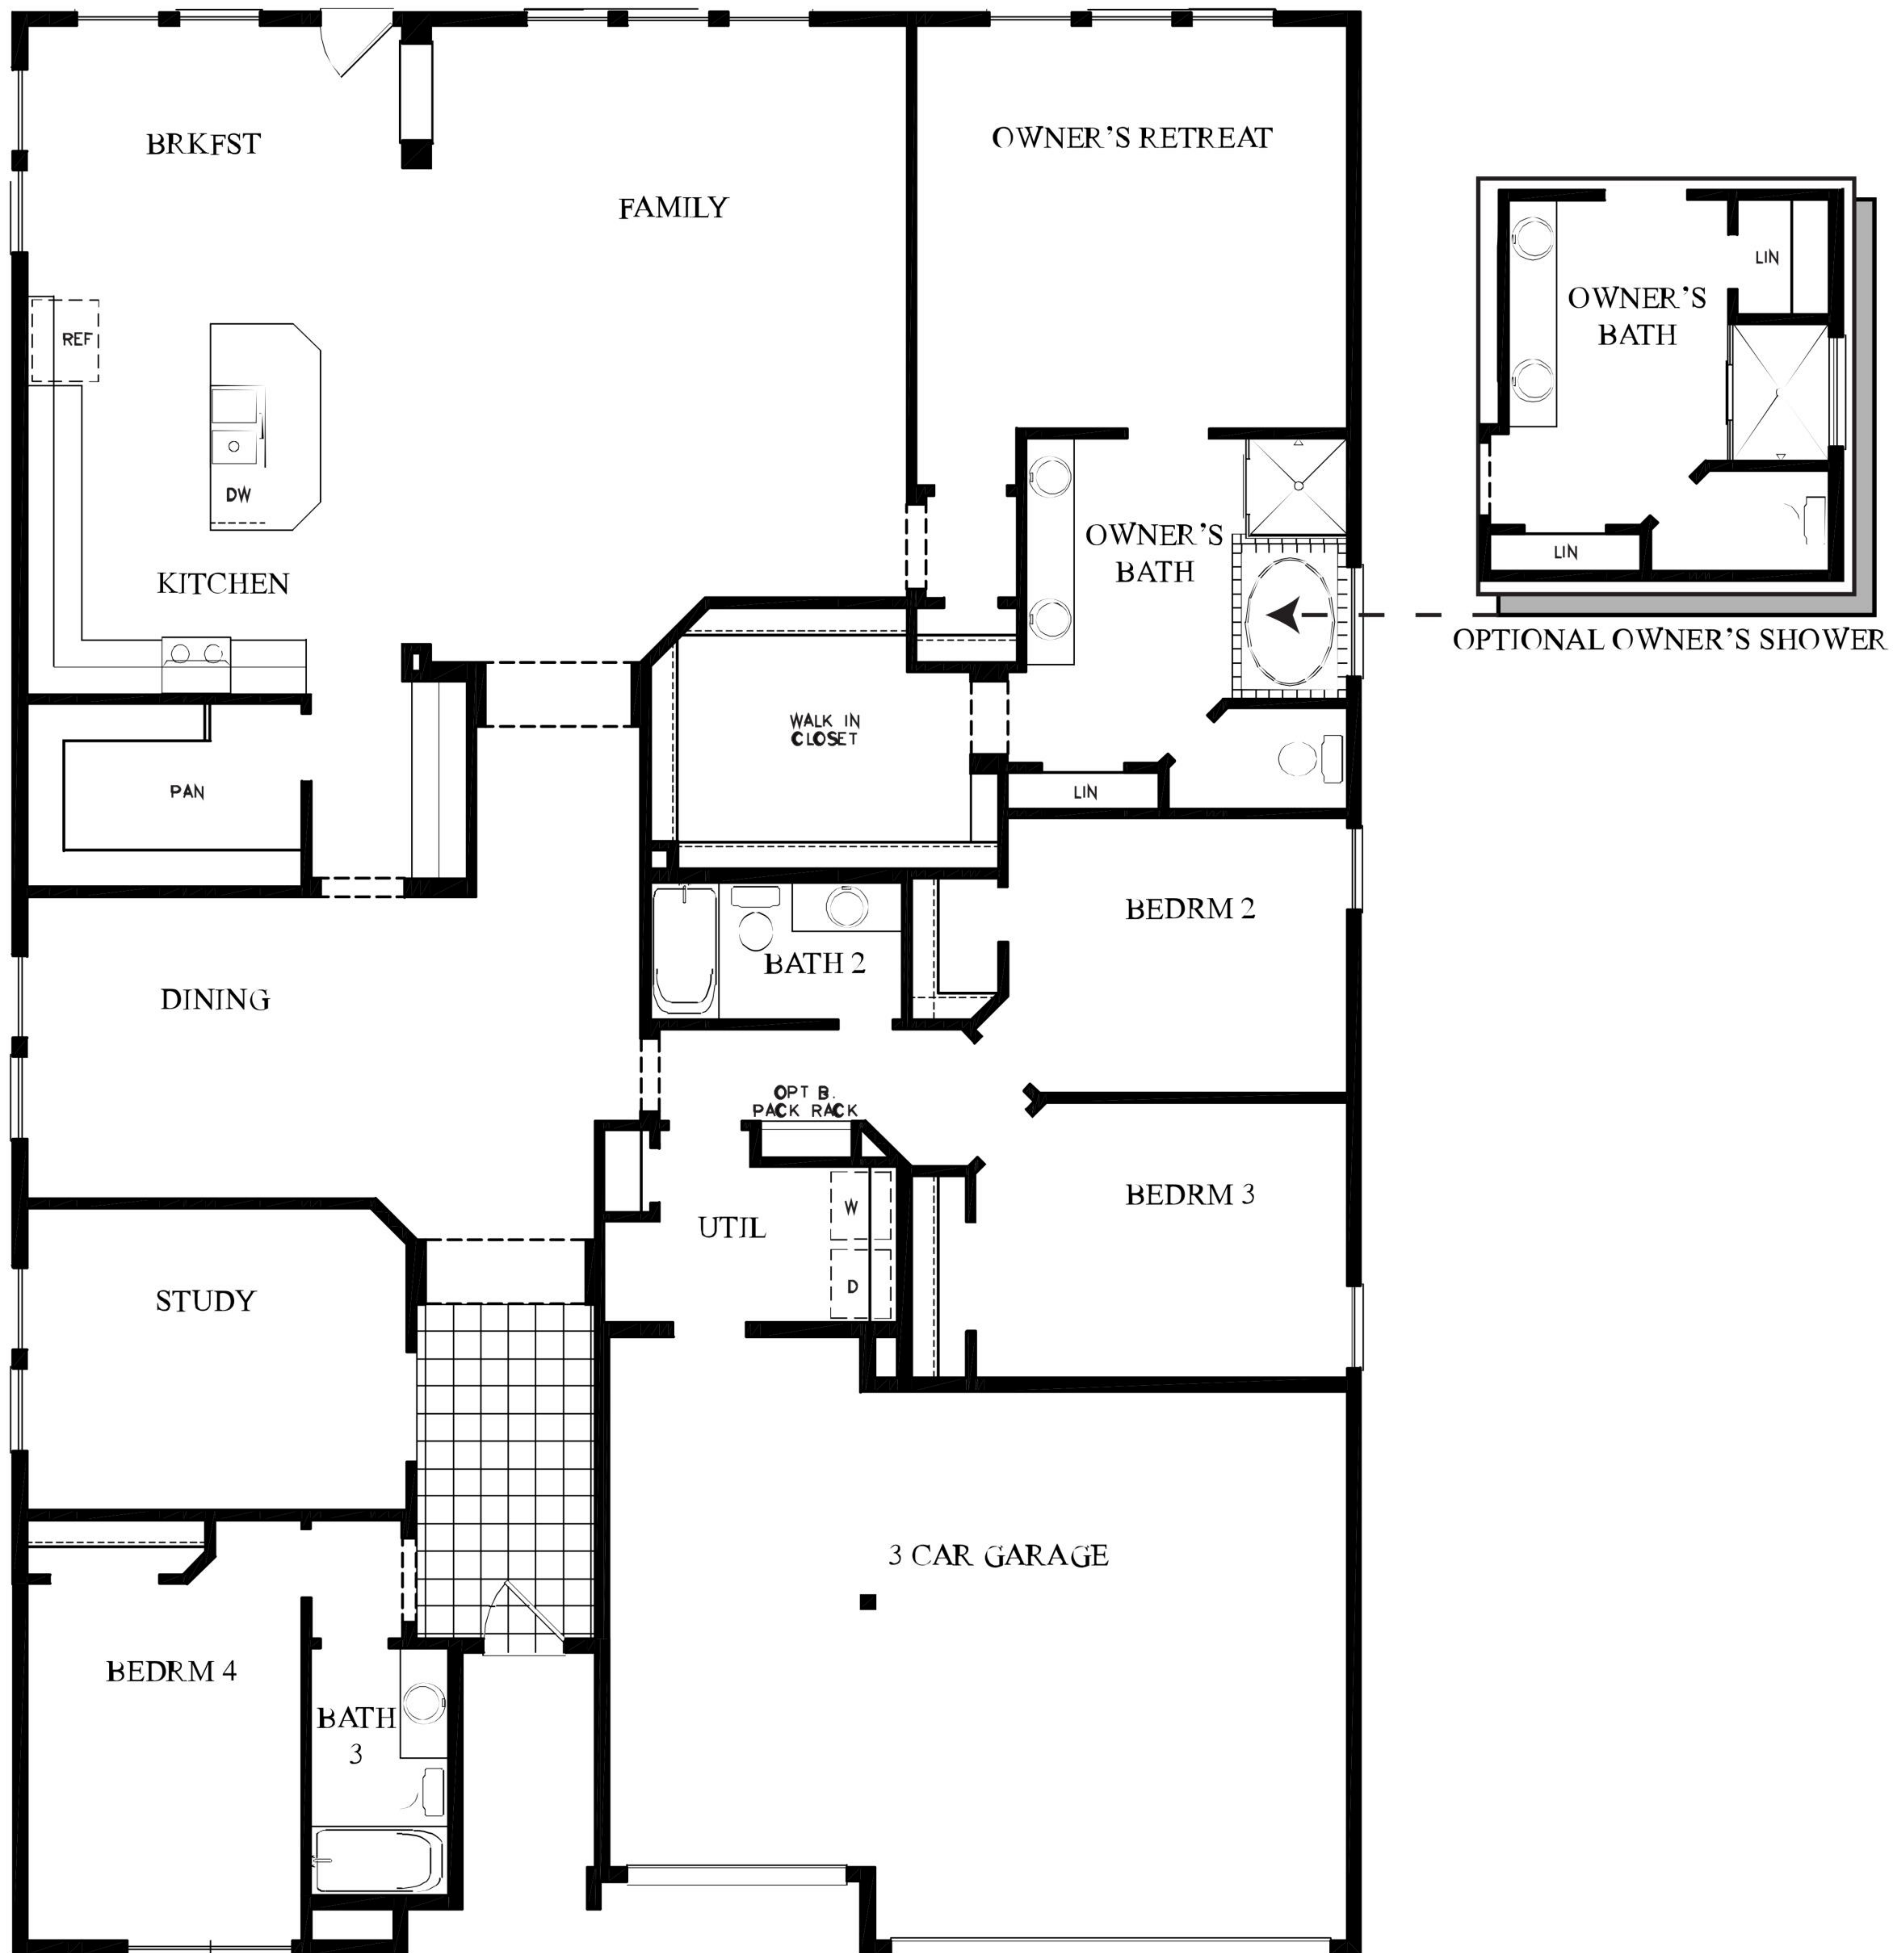 BRKFST
OWNER'S RETREAT
FAMILY
LIN
OWNER'S
BATH
REF
DW
OWNER'S
BATH
LIN
KITCHEN
OPTIONAL OWNER'S SHOWER
WALK IN
CLOSET
PAN
LIN
BEDRM 2
BATH 2
DINING
OPT B.
PACK RACK
BEDRM 3
W
UTIL
D
STUDY
3 CAR GARAGE
BEDRM 4
BATH
3